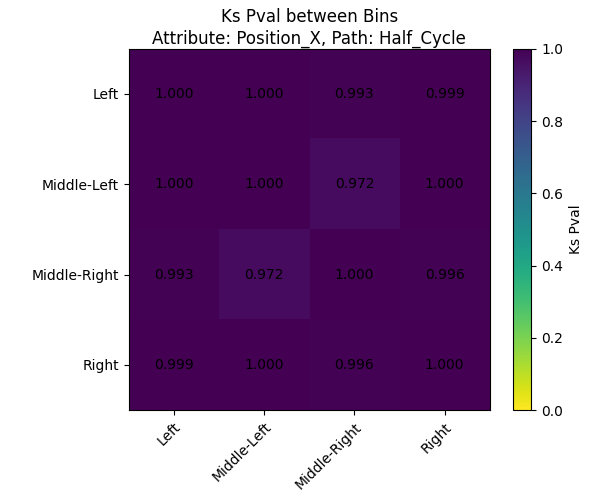 Ks Pval between Bins
Attribute: Position_X, Path: Half_Cycle
Left 1.000 1.000 0.993 0.999
Middle-Left 1.000 1.000 0.972 1.000
Middle-Right 0.993 0.972 1.000 0.996
Right 0.999 1.000 0.996 1.000
Left
Middle-Left
Middle-Right
Right
1.0
0.8
0.6
0.4
0.2
0.0
Ks Pval